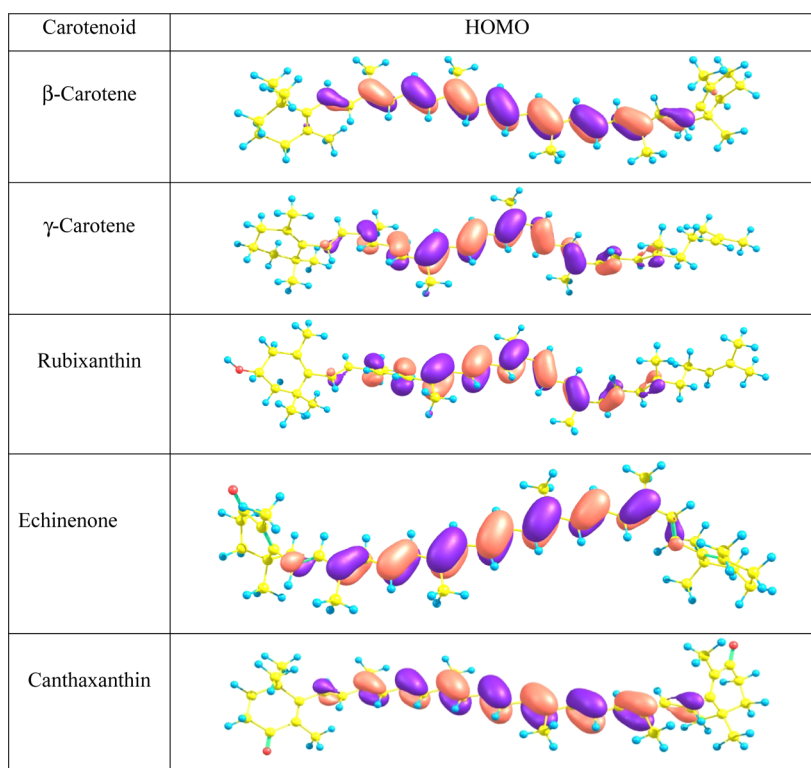 Carotenoid HOMO
β-Carotene
γ-Carotene
Rubixanthin
Echinenone
Canthaxanthin